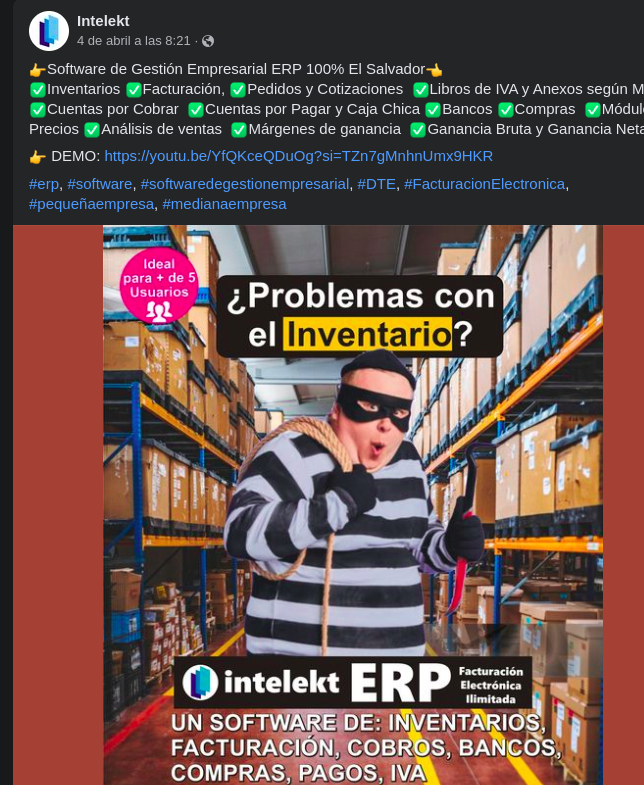 Intelekt
4 de abril a las 8:21 ·
👉Software de Gestión Empresarial ERP 100% El Salvador👈
✅Inventarios ✅Facturación, ✅Pedidos y Cotizaciones ✅Libros de IVA y Anexos según
✅Cuentas por Cobrar ✅Cuentas por Pagar y Caja Chica ✅Bancos ✅Compras
Precios ✅Análisis de ventas ✅Márgenes de ganancia ✅Ganancia Bruta y Ganancia Neta
👉 DEMO: https://youtu.be/YfQKceQDuOg?si=TZn7gMnhnUmx9HKR
#erp, #software, #softwaredegestionempresarial, #DTE, #FacturacionElectronica,
#pequeñaempresa, #medianaempresa
Ideal
para + de 5
Usuarios
¿Problemas con
el Inventario?
intelekt ERP
Facturación
Electrónica
Ilimitada
UN SOFTWARE DE: INVENTARIOS,
FACTURACIÓN, COBROS, BANCOS,
COMPRAS, PAGOS, IVA